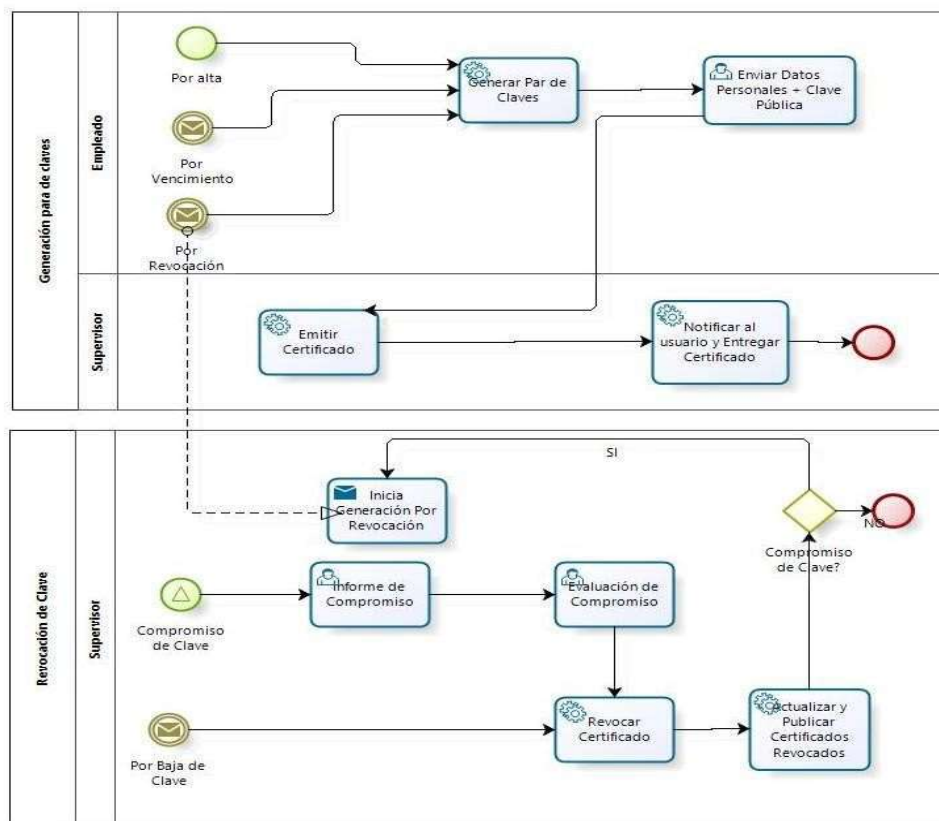 Generación para de claves
Empleado
Por alta
Por
Vencimiento
Por
Revocación
Generar Par de
Claves
Enviar Datos
Personales + Clave
Pública
Supervisor
Emitir
Certificado
Notificar al
usuario y Entregar
Certificado
Revocación de Clave
Supervisor
SI
Inicia
Generación Por
Revocación
NO
Compromiso
de Clave?
Compromiso
de Clave
Informe de
Compromiso
Evaluación de
Compromiso
Por Baja de
Clave
Revocar
Certificado
Actualizar y
Publicar
Certificados
Revocados